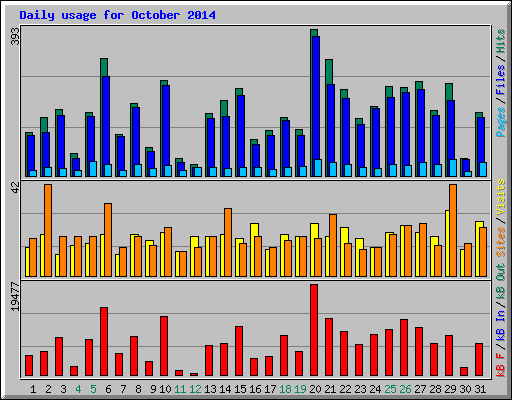 Daily usage for October 2014
393
Pages / Files / Hits
42
Sites / Visits
19477
kB F / kB In / kB Out
1 2 3 4 5 6 7 8 9 10 11 12 13 14 15 16 17 18 19 20 21 22 23 24 25 26 27 28 29 30 31